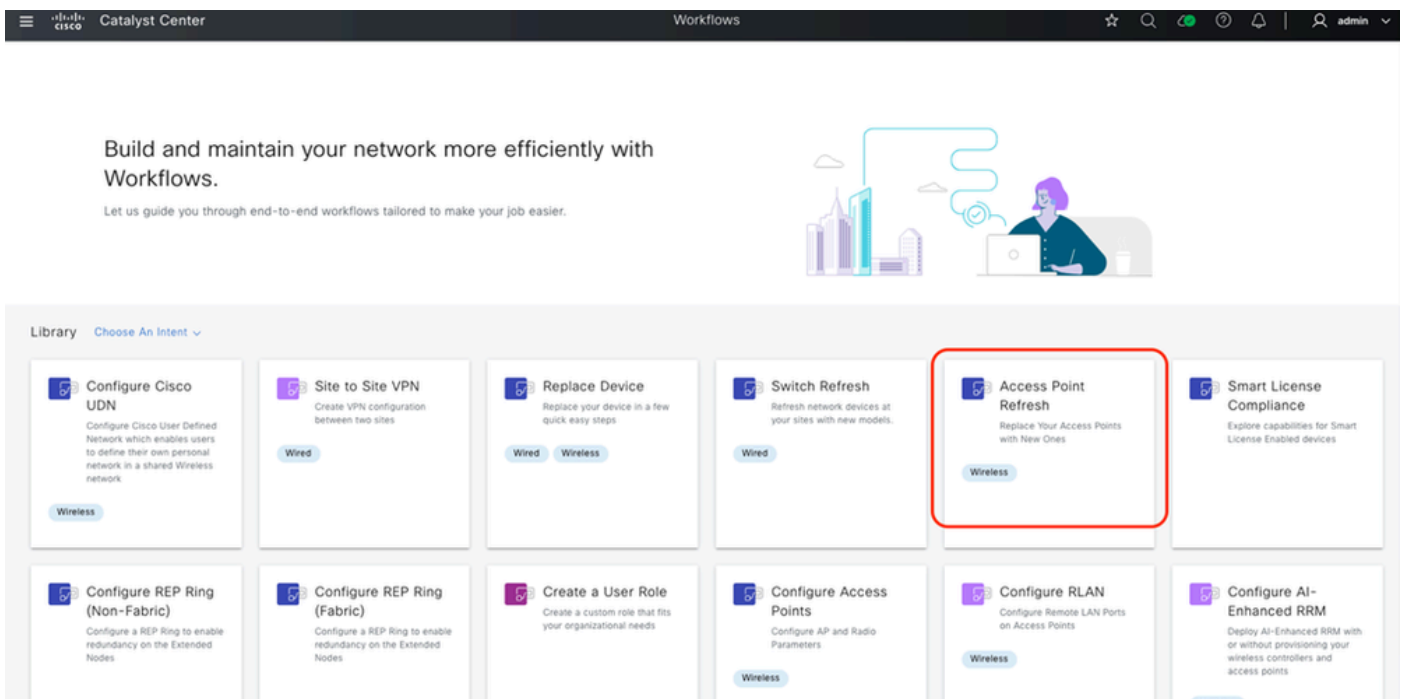 cisco Catalyst Center
Workflows
admin
Build and maintain your network more efficiently with
Workflows.
Let us guide you through end-to-end workflows tailored to make your job easier.
Library Choose An Intent
Configure Cisco
UDN
Configure Cisco User Defined
Network which enables users
to define their own personal
network in a shared Wireless
network
Wireless
Site to Site VPN
Create VPN configuration
between two sites
Wired
Replace Device
Replace your device in a few
quick easy steps
Wired Wireless
Switch Refresh
Refresh network devices at
your sites with new models.
Wired
Access Point
Refresh
Replace Your Access Points
with New Ones
Wireless
Smart License
Compliance
Explore capabilities for Smart
License Enabled devices
Configure REP Ring
(Non-Fabric)
Configure a REP Ring to enable
redundancy on the Extended
Nodes
Configure REP Ring
(Fabric)
Configure a REP Ring to enable
redundancy on the Extended
Nodes
Create a User Role
Create a custom role that fits
your organizational needs
Configure Access
Points
Configure AP and Radio
Parameters
Wireless
Configure RLAN
Configure Remote LAN Ports
on Access Points
Wireless
Configure AI-
Enhanced RRM
Deploy AI-Enhanced RRM with
or without provisioning your
wireless controllers and
access points